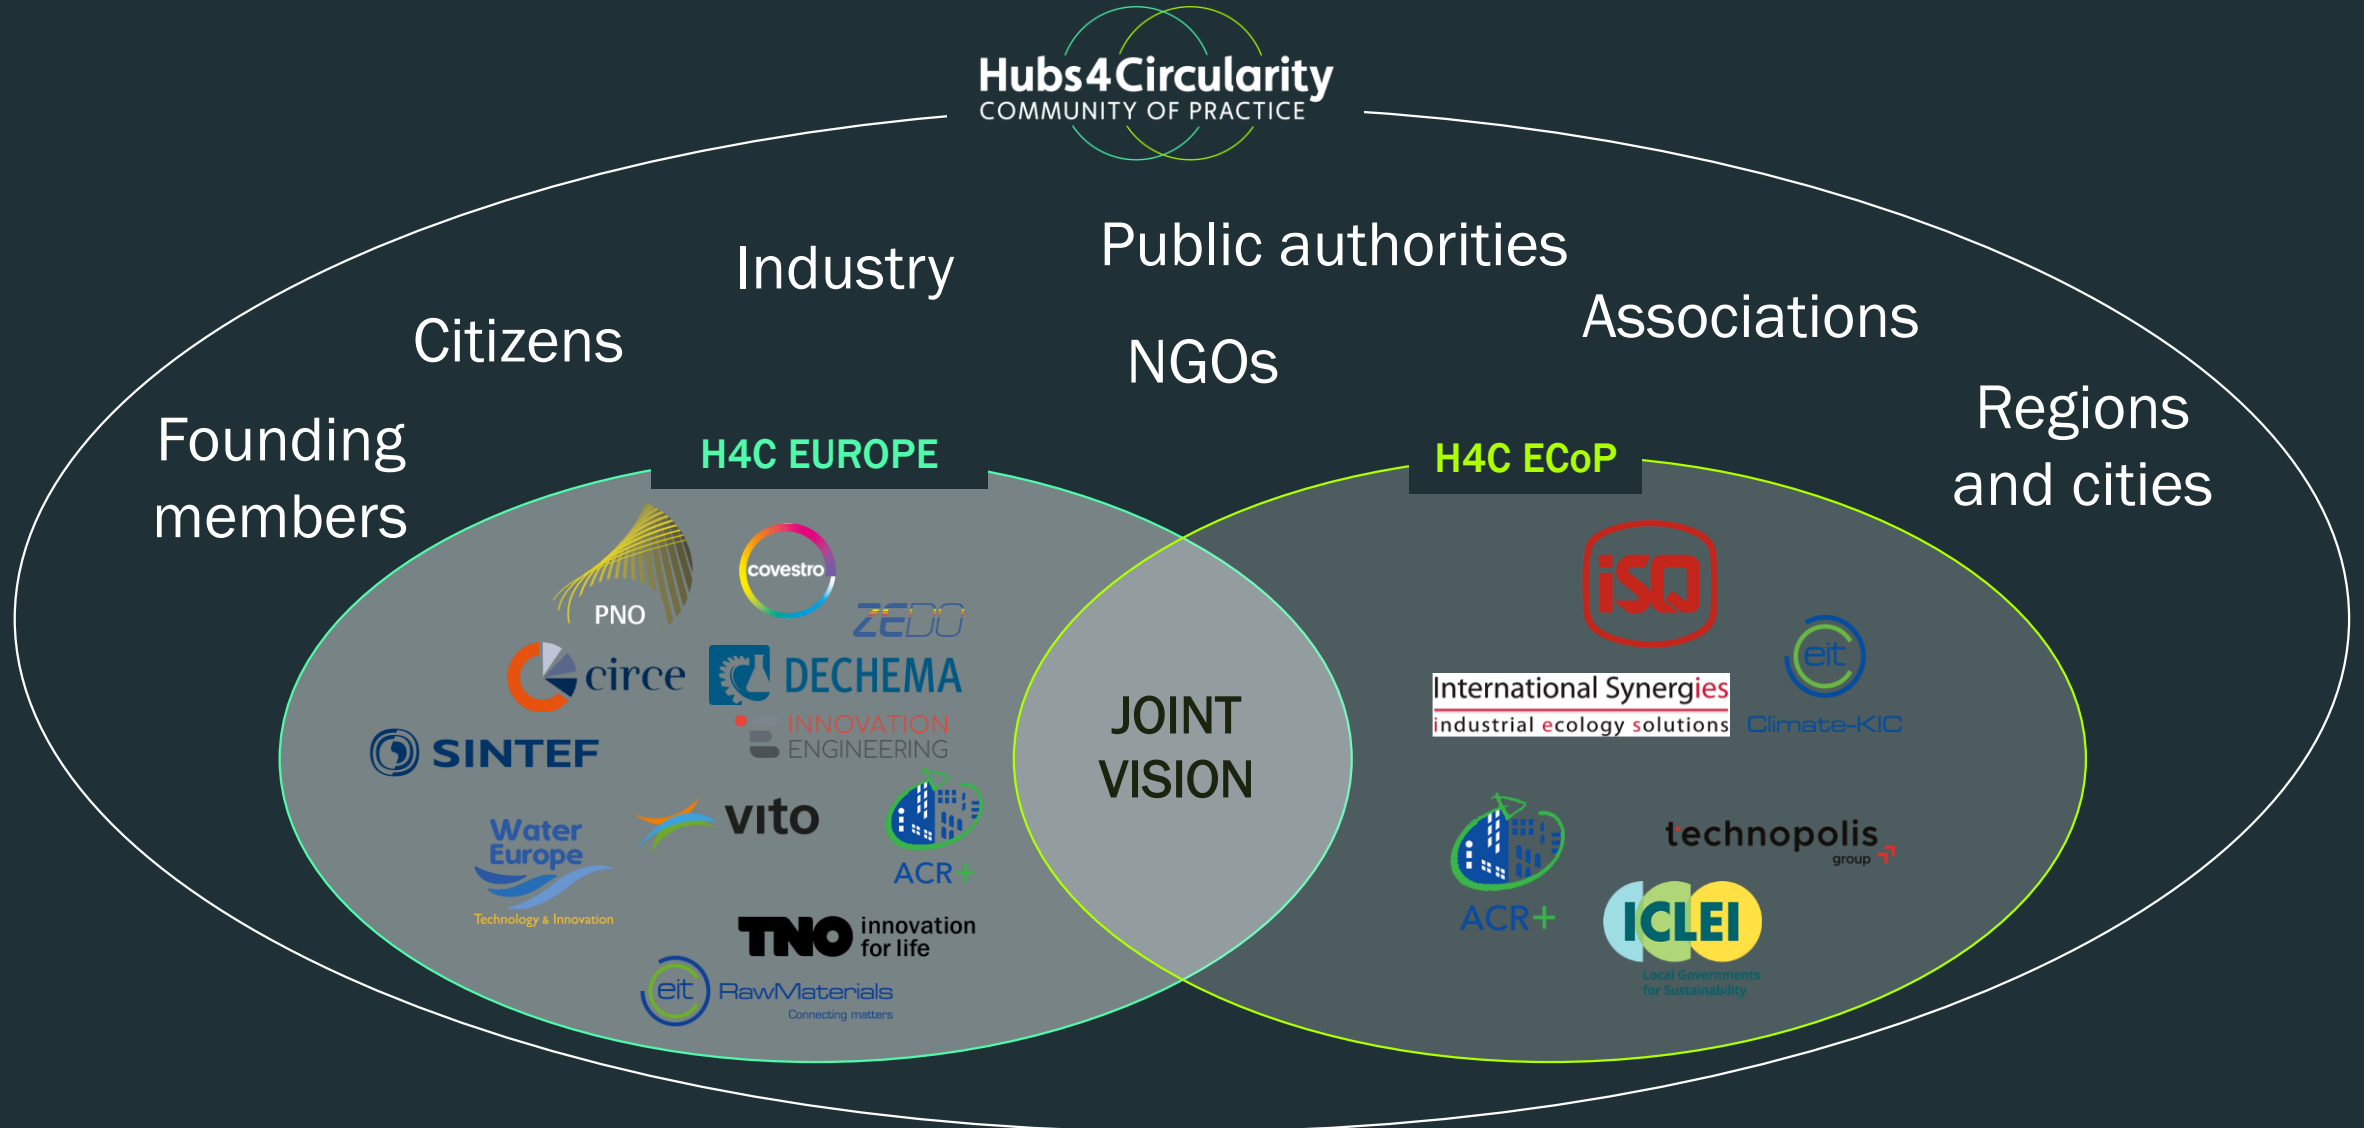 Hubs4Circularity
COMMUNITY OF PRACTICE
Public authorities
Industry
Associations
Citizens
NGOs
Founding
members
Regions
and cities
H4C EUROPE
H4C ECoP
PNO
covestro
ZEDO
circe
DECHEMA
INNOVATION
ENGINEERING
SINTEF
Water
Europe
Technology & Innovation
vito
ACR+
TNO innovation
for life
eit RawMaterials
Connecting matters
JOINT
VISION
iSQ
International Synergies
industrial ecology solutions
eit
Climate-KIC
ACR+
technopolis
group
ICLEI
Local Governments
for Sustainability